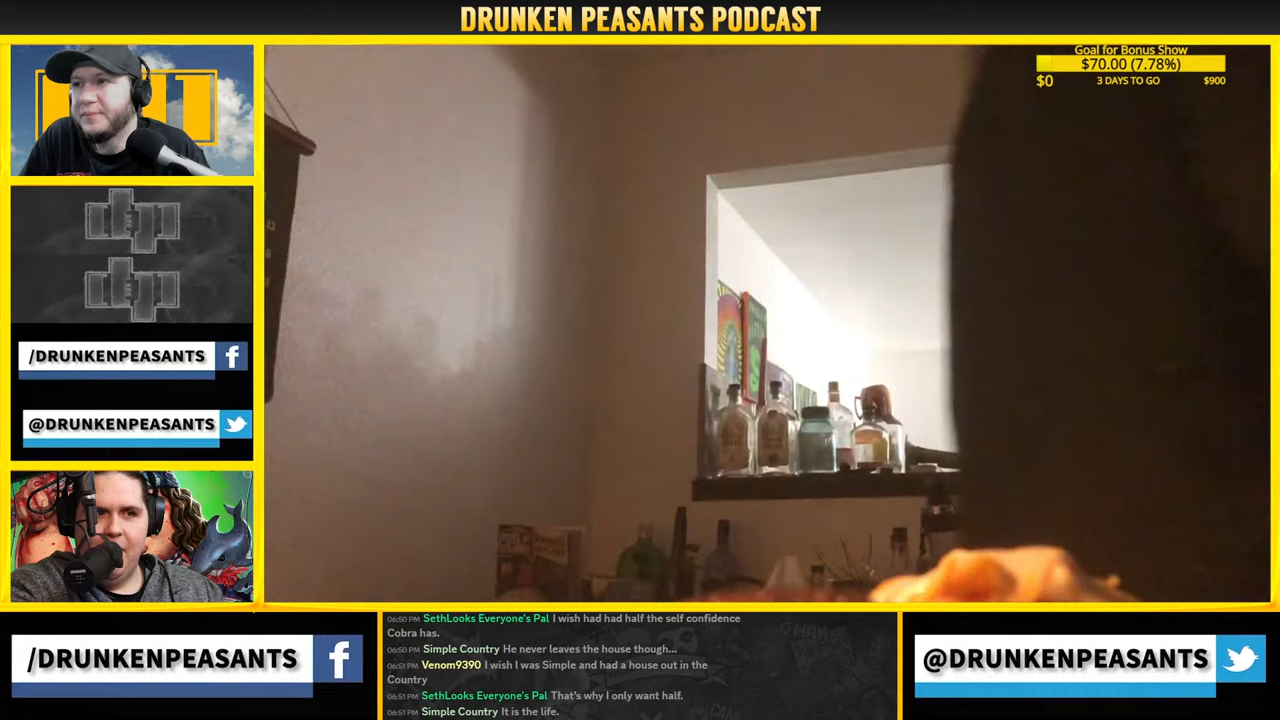 DRUNKEN PEASANTS PODCAST
Goal for Bonus Show
$70.00 (7.78%)
$0 3 DAYS TO GO $900
/DRUNKENPEASANTS f
@DRUNKENPEASANTS
/DRUNKENPEASANTS f
06:50 PM SethLooks Everyone's Pal I wish had had half the self confidence
Cobra has.
06:50 PM Simple Country He never leaves the house though...
06:51 PM Venom9390 I wish I was Simple and had a house out in the
Country
06:51 PM SethLooks Everyone's Pal That's why I only want half.
06:51 PM Simple Country It is the life.
@DRUNKENPEASANTS